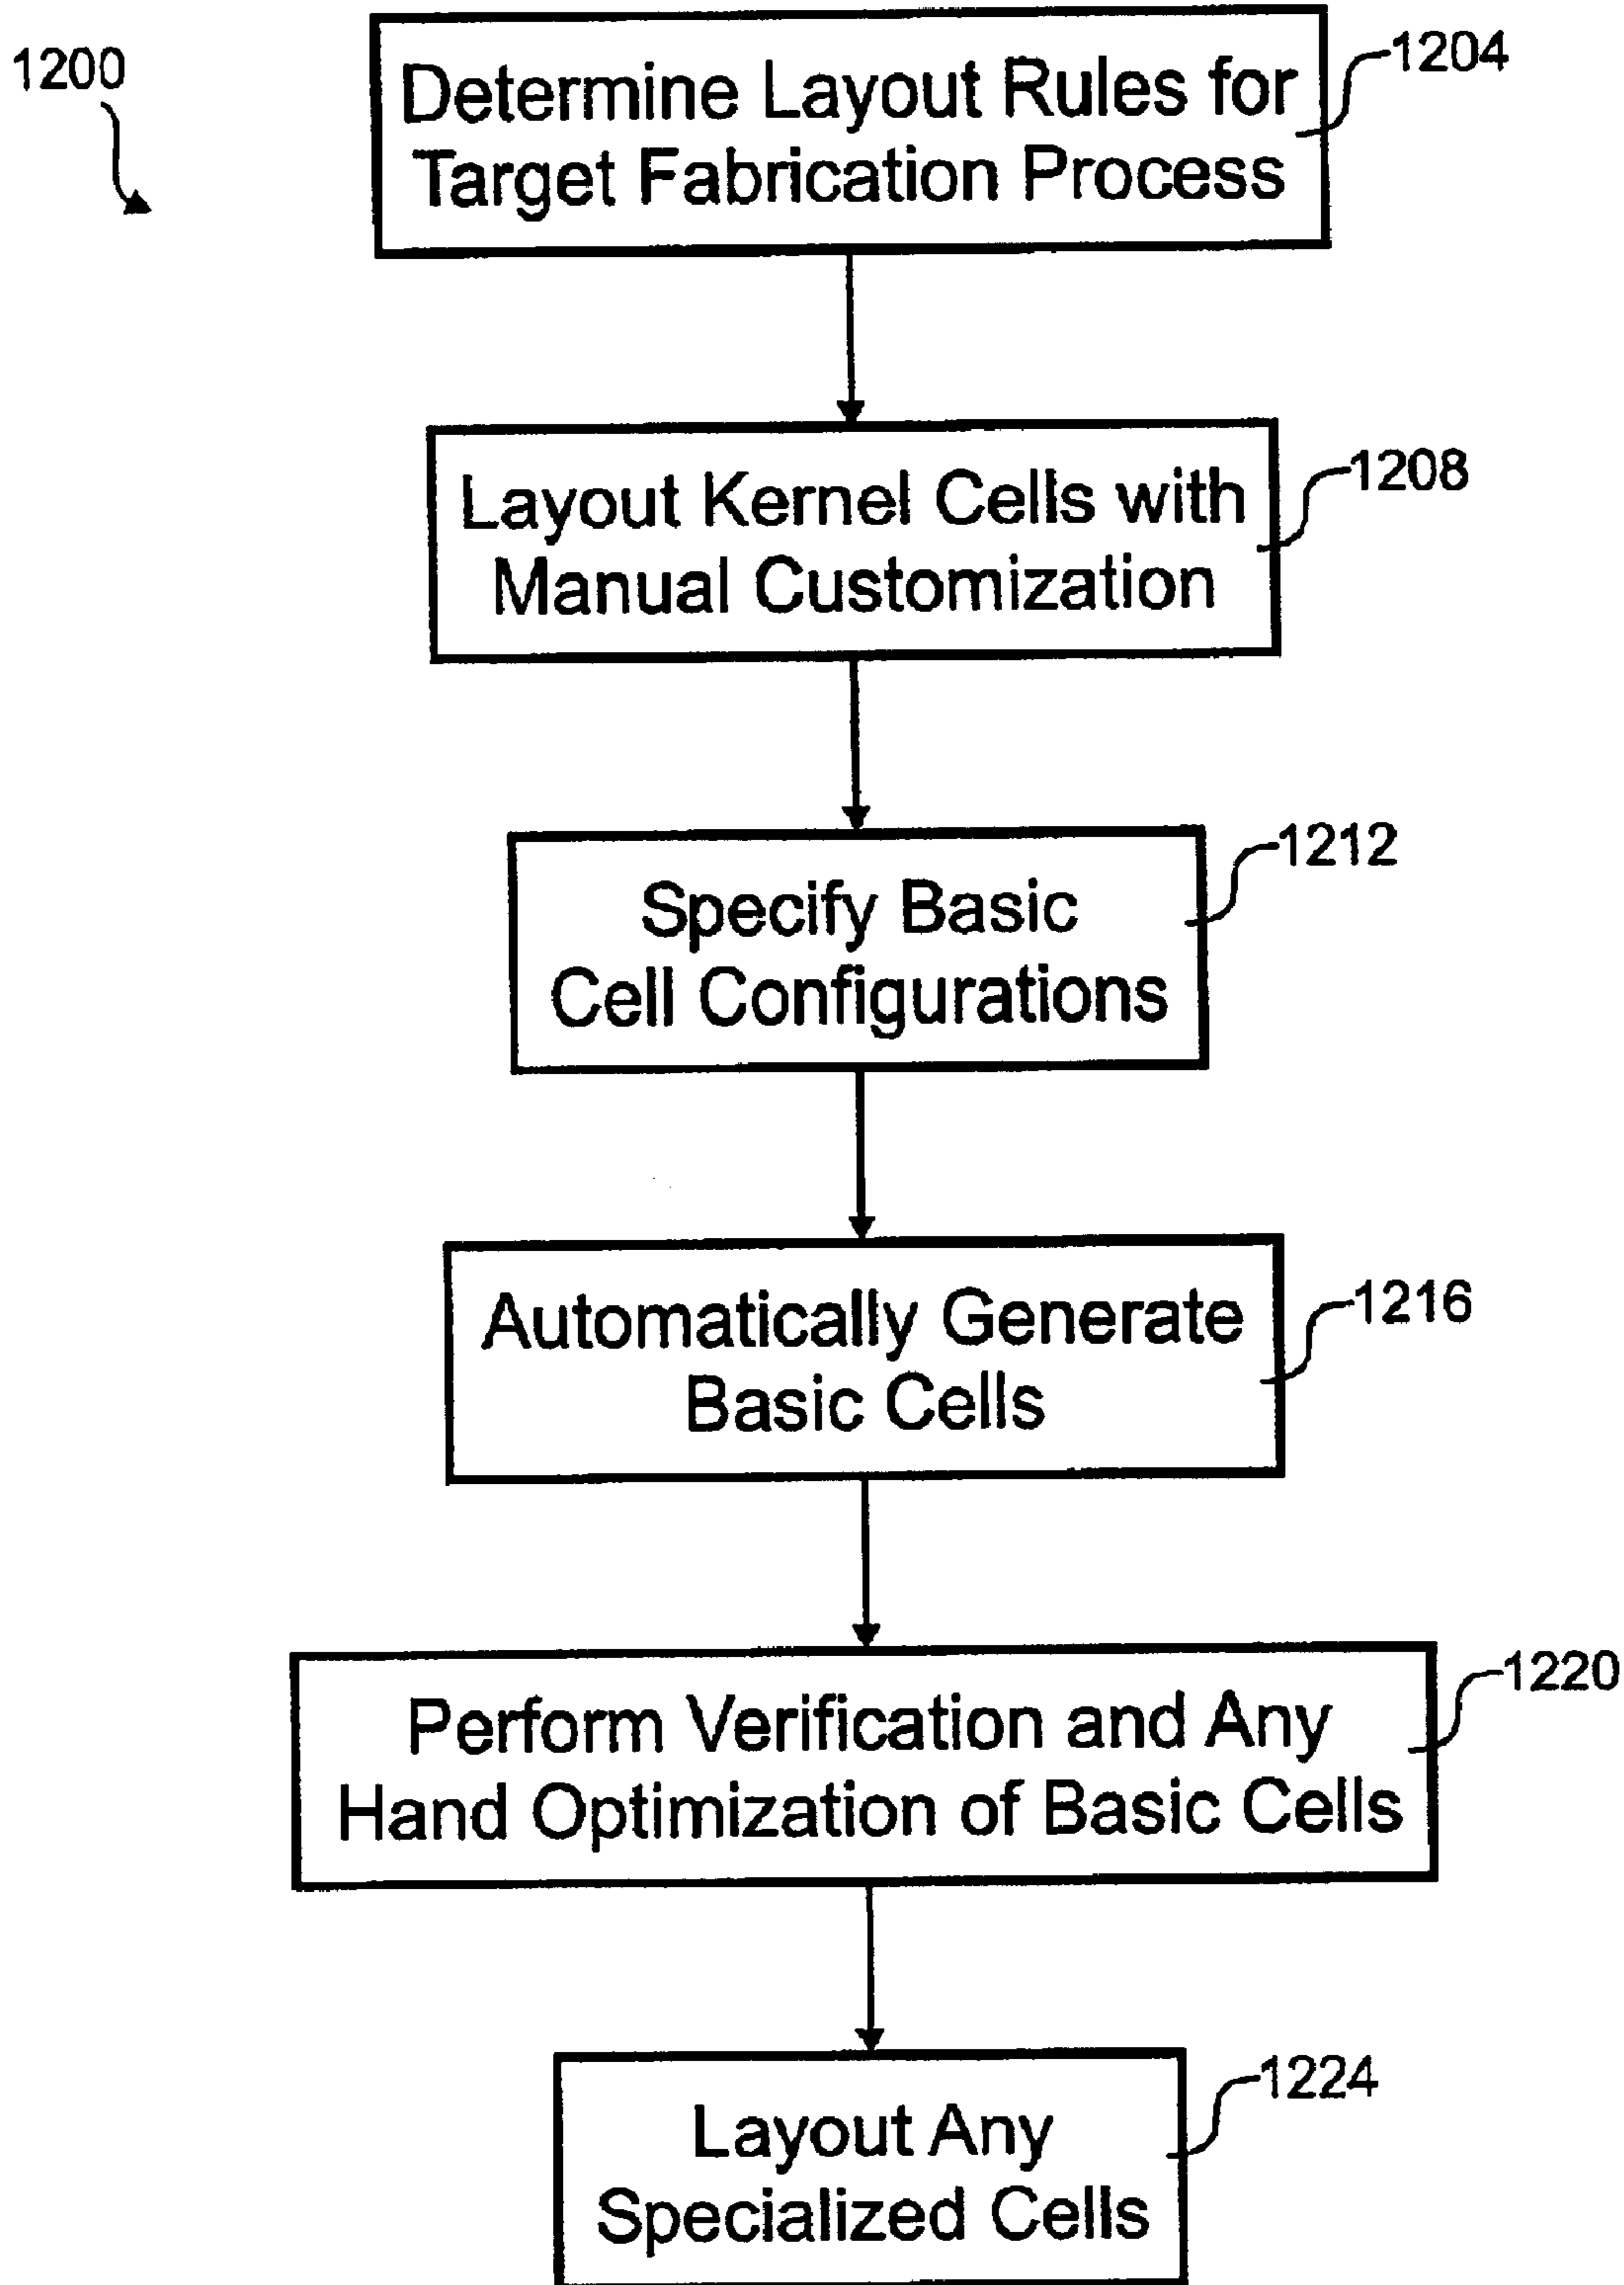 1200
Determine Layout Rules for
Target Fabrication Process
1204
Layout Kernel Cells with
Manual Customization
1208
Specify Basic
Cell Configurations
1212
Automatically Generate
Basic Cells
1216
Perform Verification and Any
Hand Optimization of Basic Cells
1220
Layout Any
Specialized Cells
1224